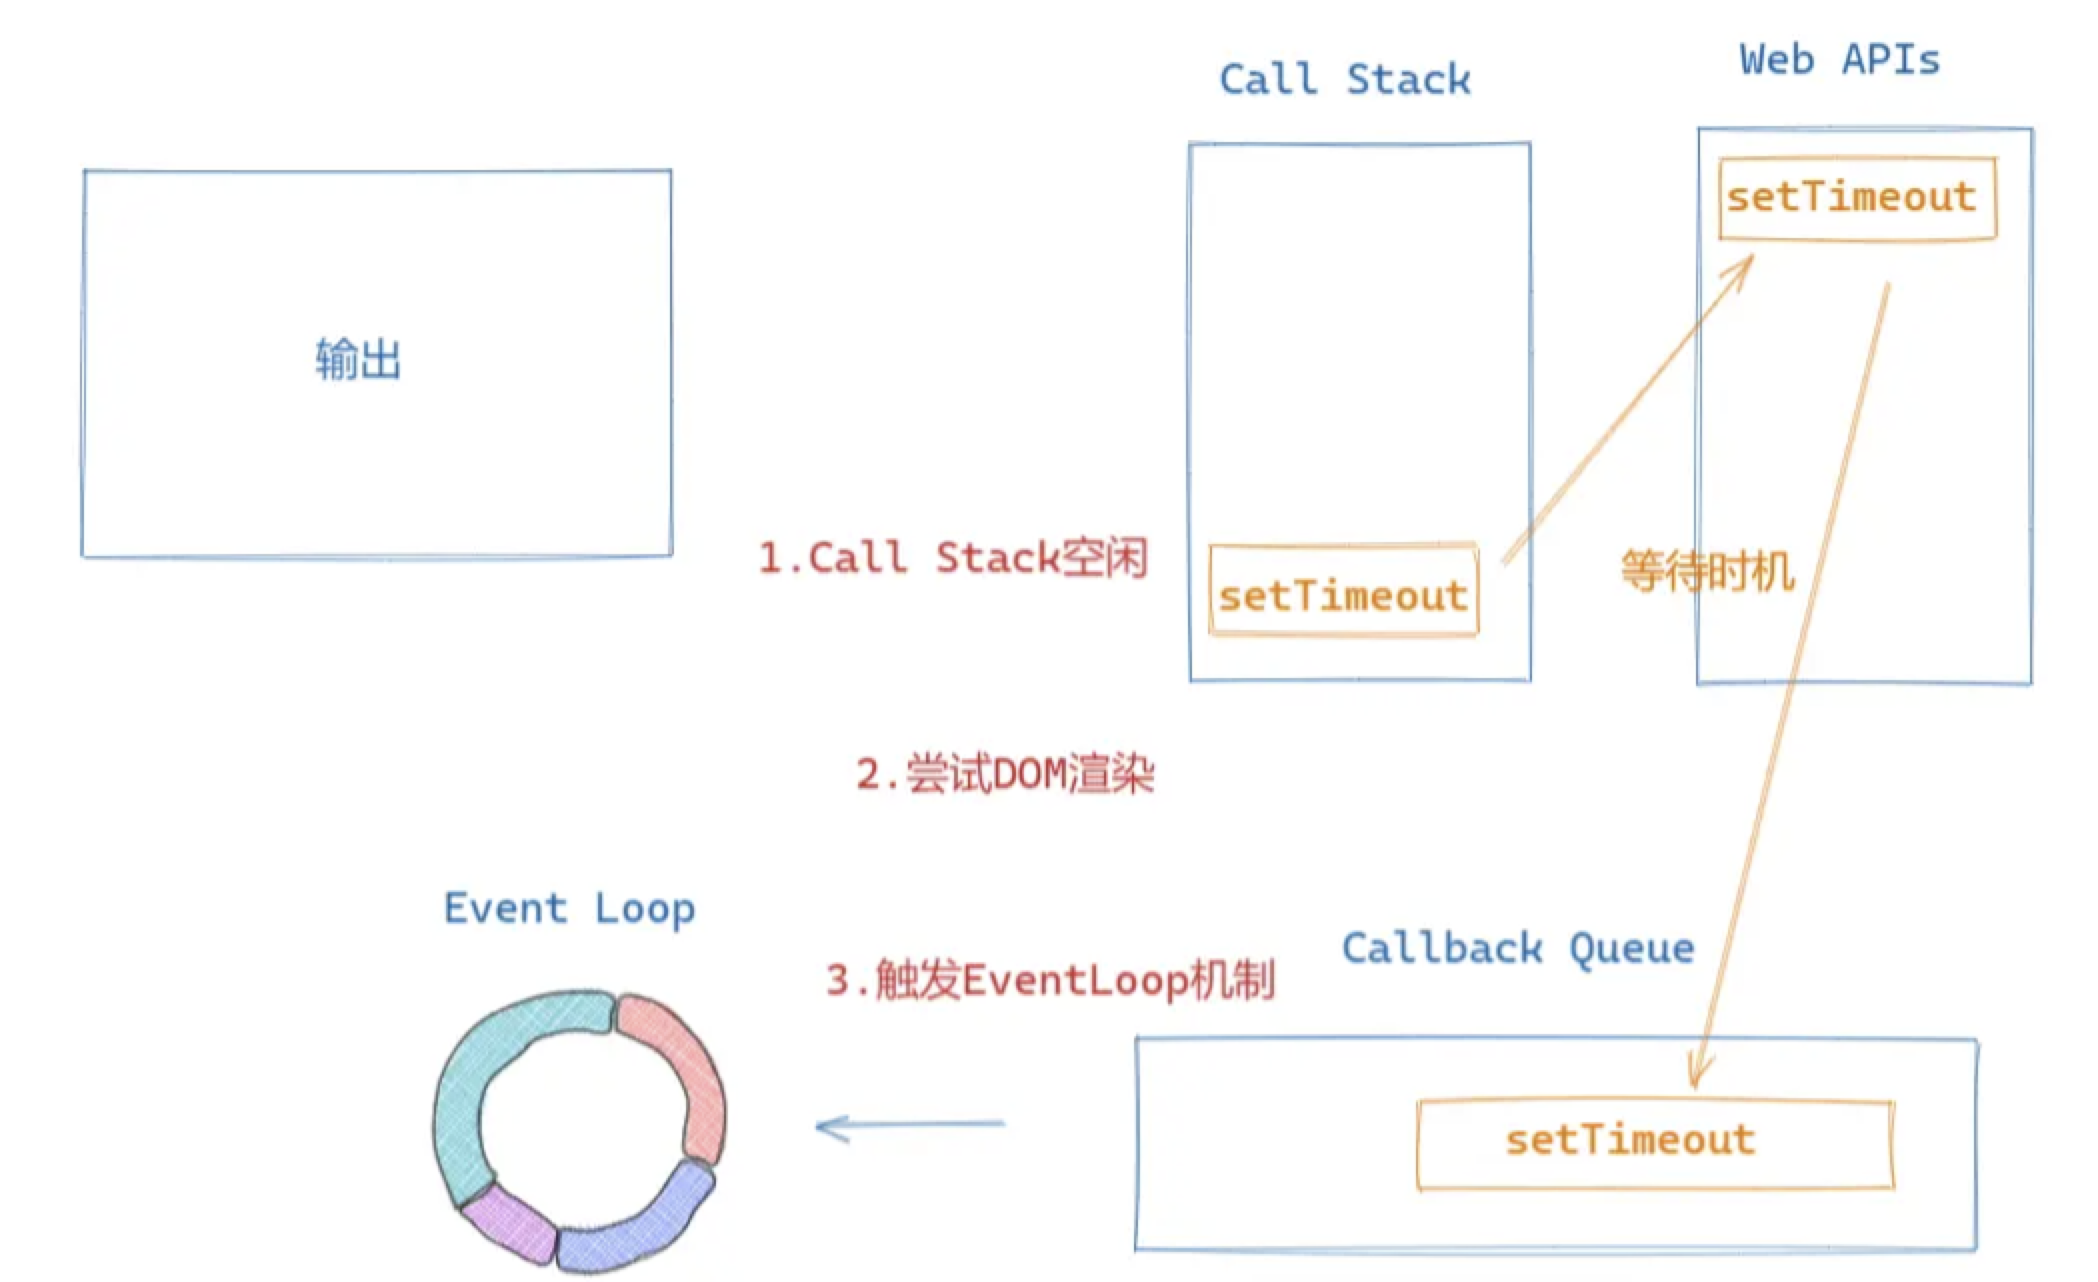 Call Stack
Web APIs
setTimeout
输出
1.Call Stack空闲
setTimeout
等待时机
2.尝试DOM渲染
Event Loop
Callback Queue
3.触发EventLoop机制
setTimeout